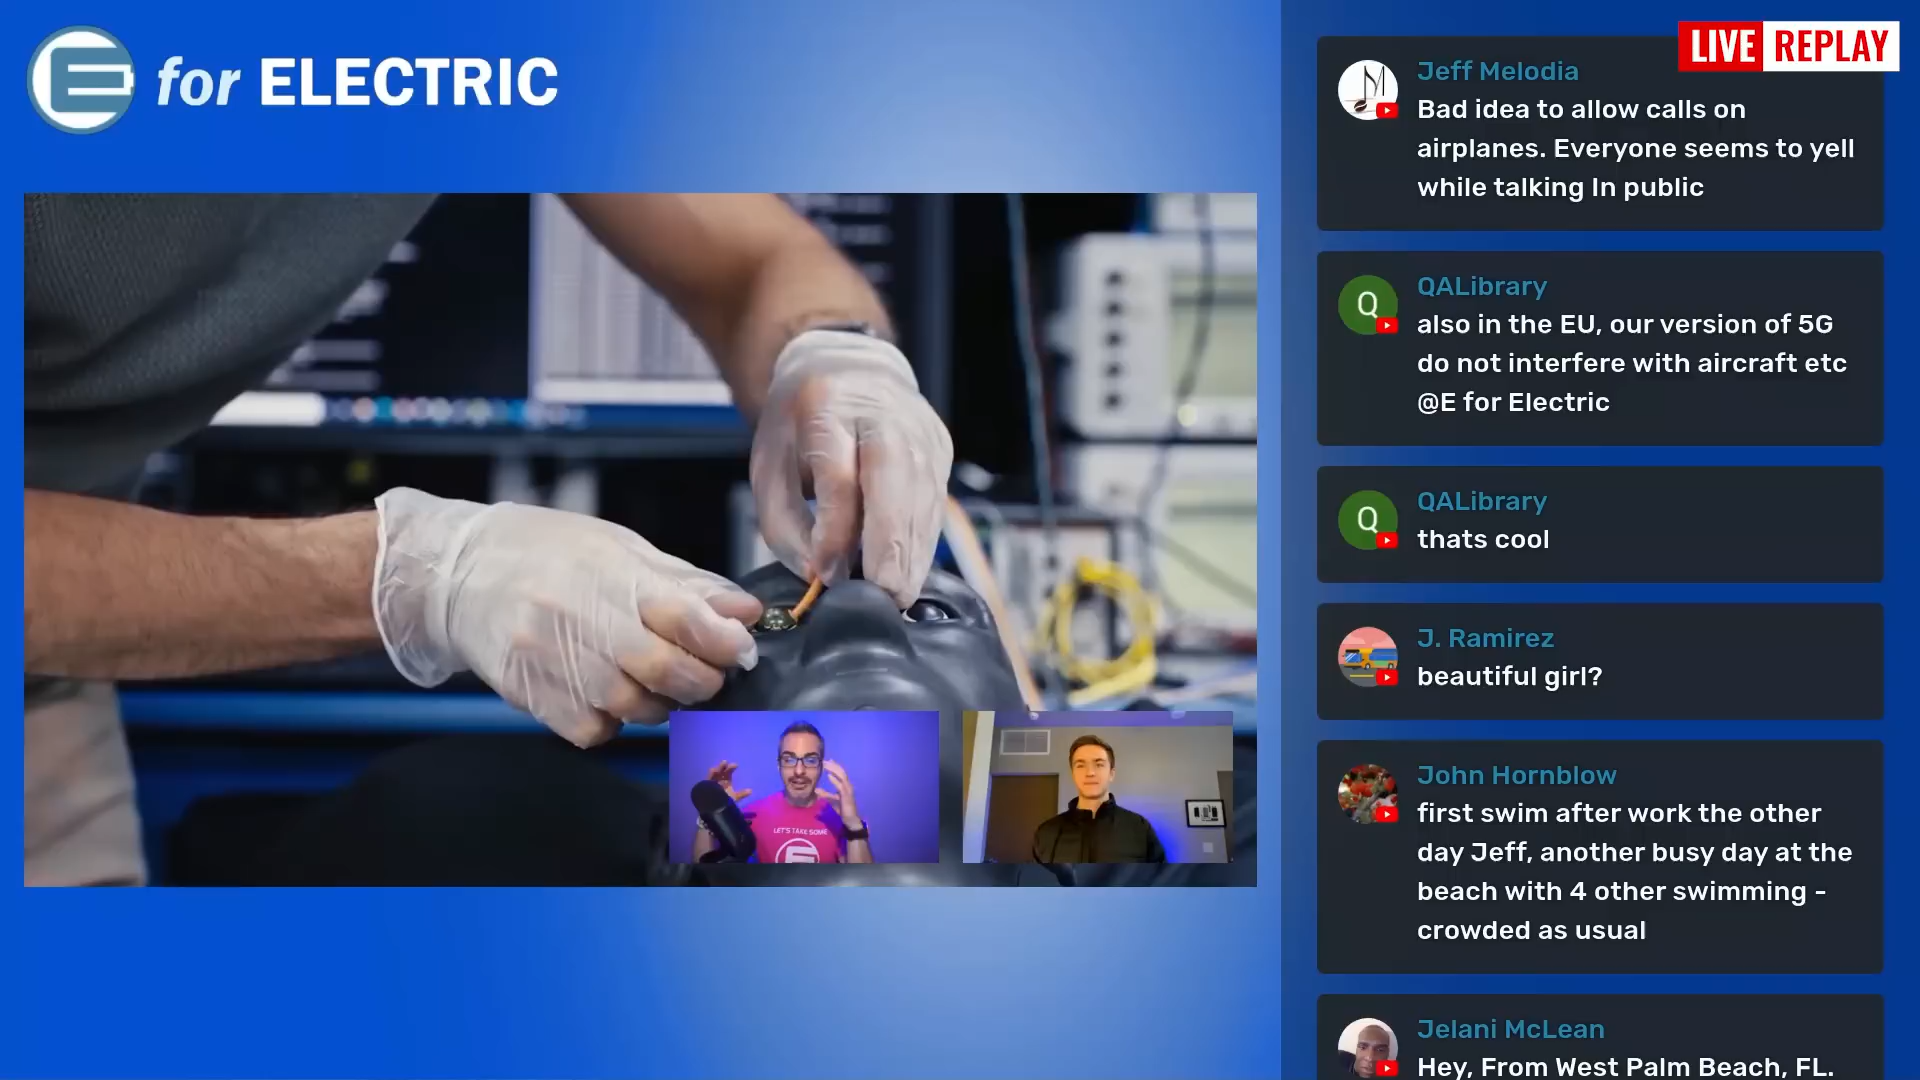 for ELECTRIC
LET'S TAKE SOME
LIVE REPLAY
Jeff Melodia
Bad idea to allow calls on
airplanes. Everyone seems to yell
while talking In public
Q
QALibrary
also in the EU, our version of 5G
do not interfere with aircraft etc
@E for Electric
Q
QALibrary
thats cool
J. Ramirez
beautiful girl?
John Hornblow
first swim after work the other
day Jeff, another busy day at the
beach with 4 other swimming -
crowded as usual
Jelani McLean
Hey, From West Palm Beach, FL.